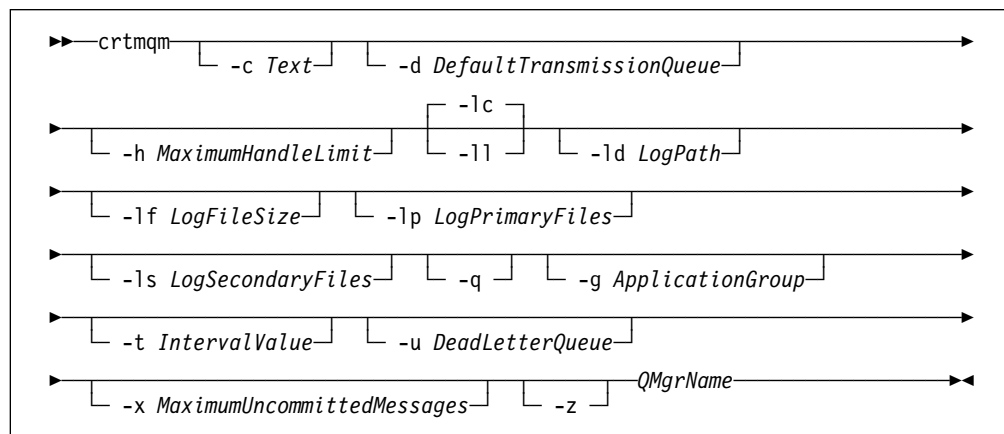 crtmqm -c Text -d DefaultTransmissionQueue
-lc
-h MaximumHandleLimit -ll -ld LogPath
-lf LogFileSize -lp LogPrimaryFiles
-ls LogSecondaryFiles -q -g ApplicationGroup
-t IntervalValue -u DeadLetterQueue
QMgrName
-x MaximumUncommittedMessages -z